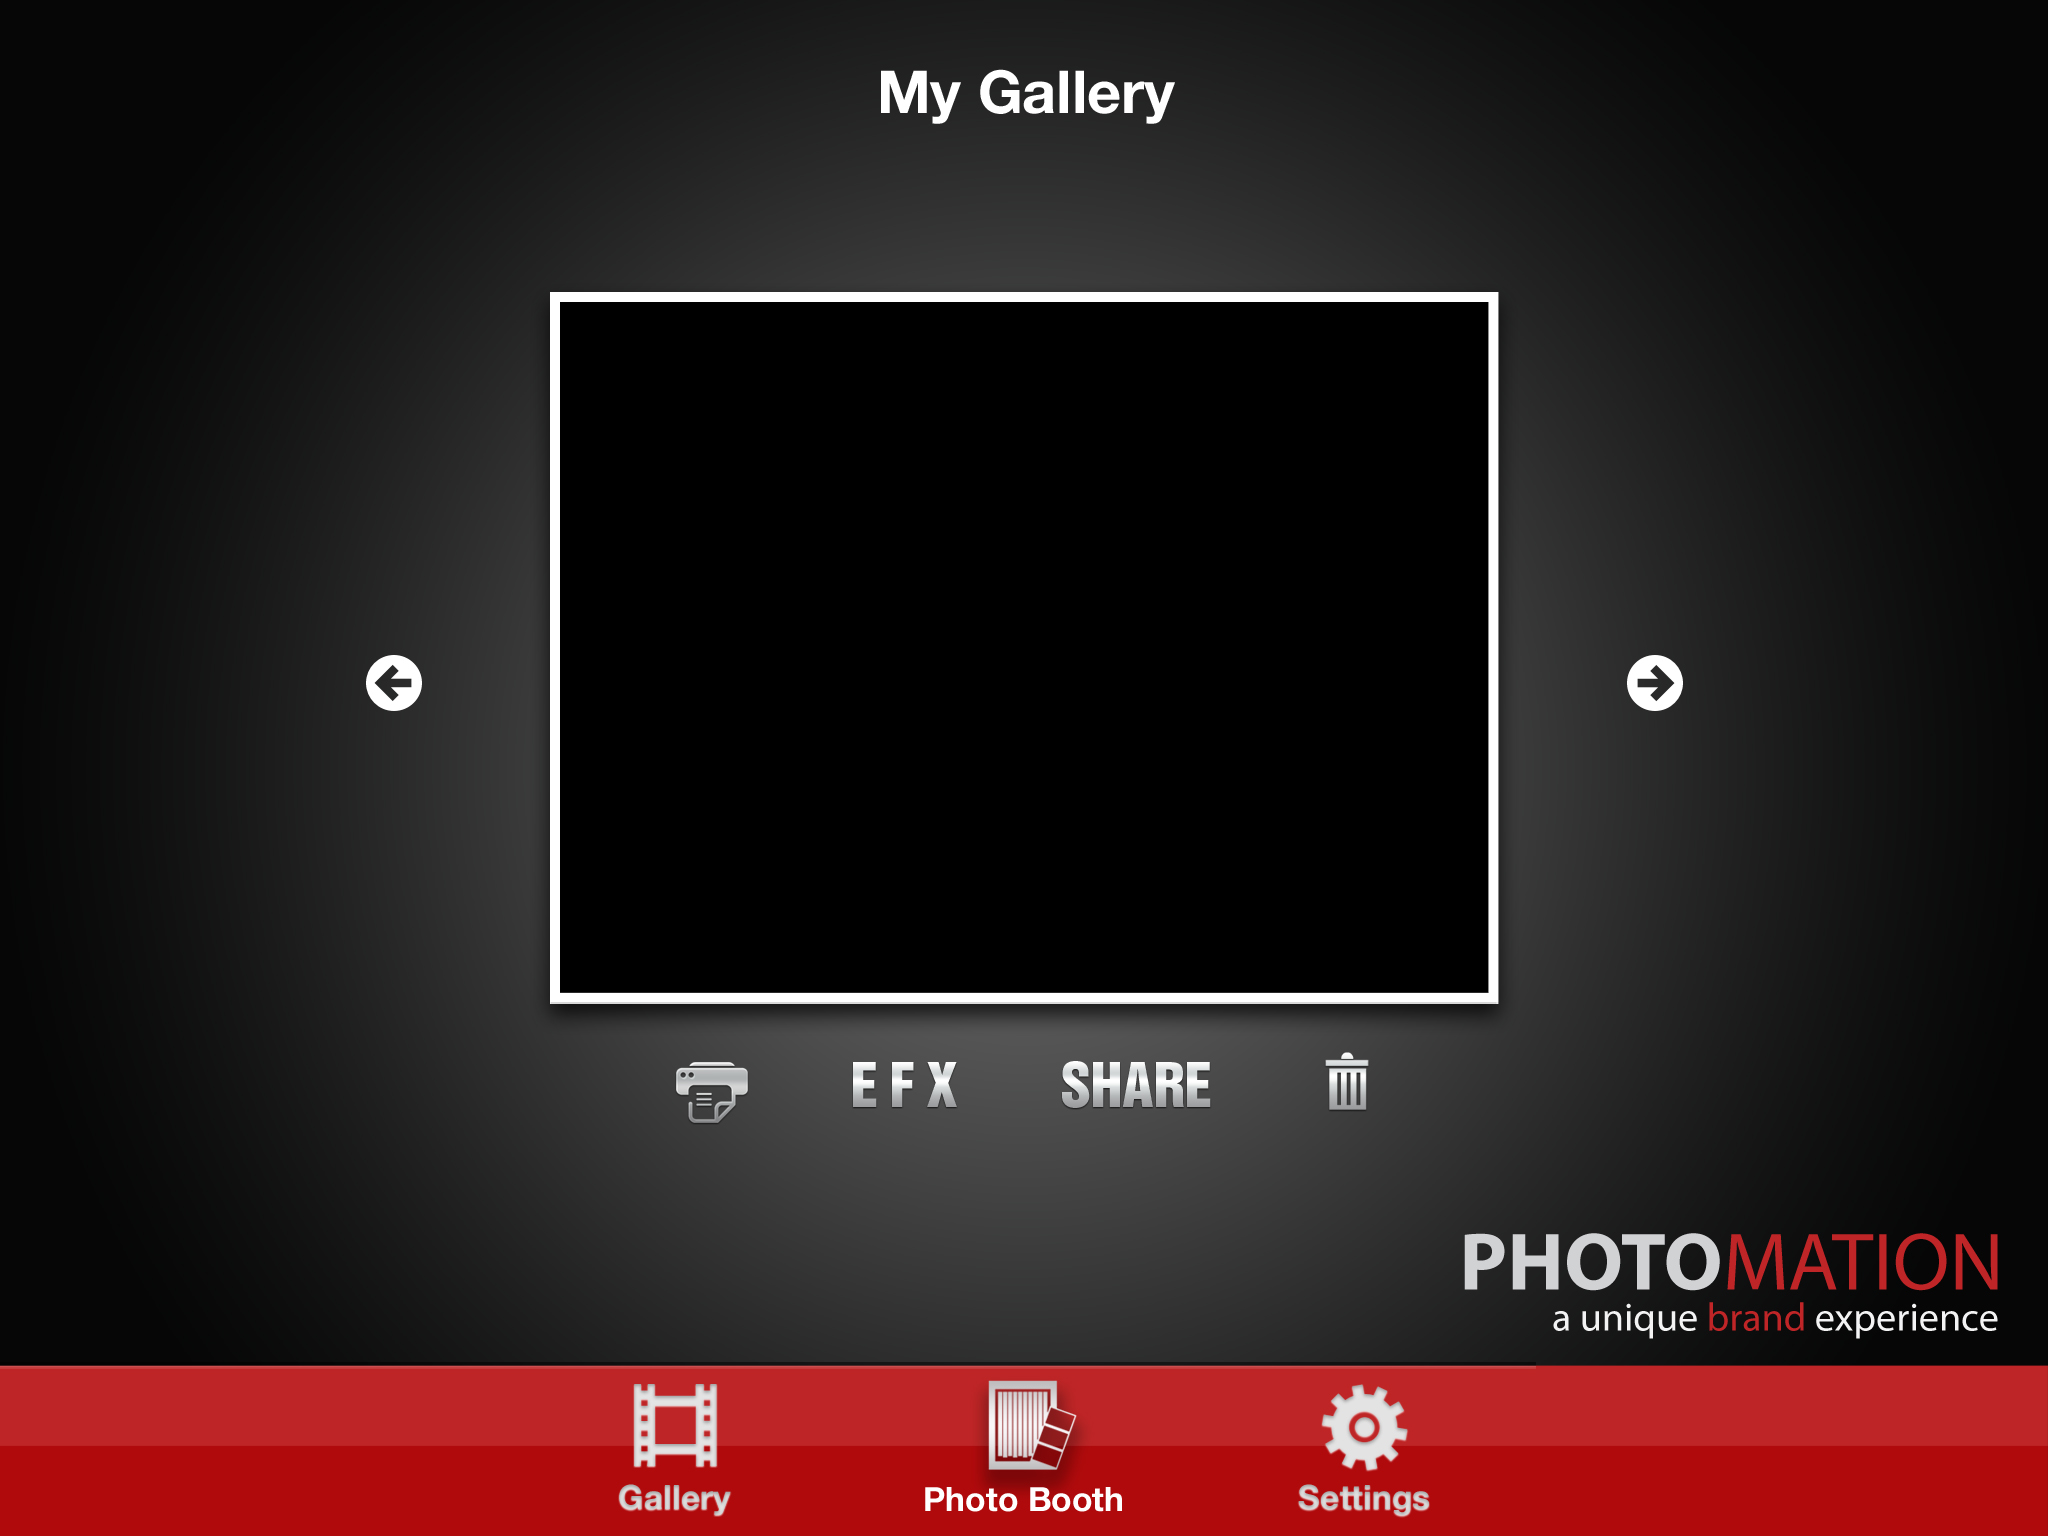 My Gallery
E F X
SHARE
PHOTOMATION
a unique brand experience
Gallery
Photo Booth
Settings